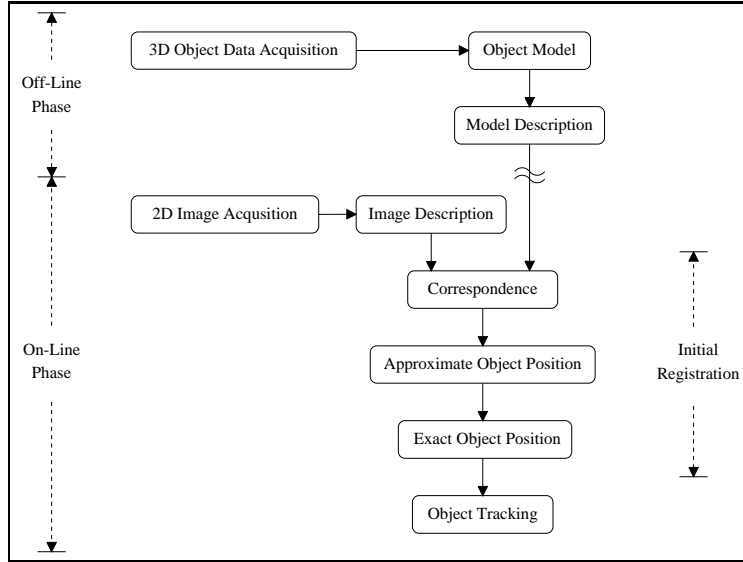 3D Object Data Acquisition
Object Model
Off-Line
Phase
Model Description
2D Image Acqusition
Image Description
Correspondence
On-Line
Phase
Approximate Object Position
Initial
Registration
Exact Object Position
Object Tracking